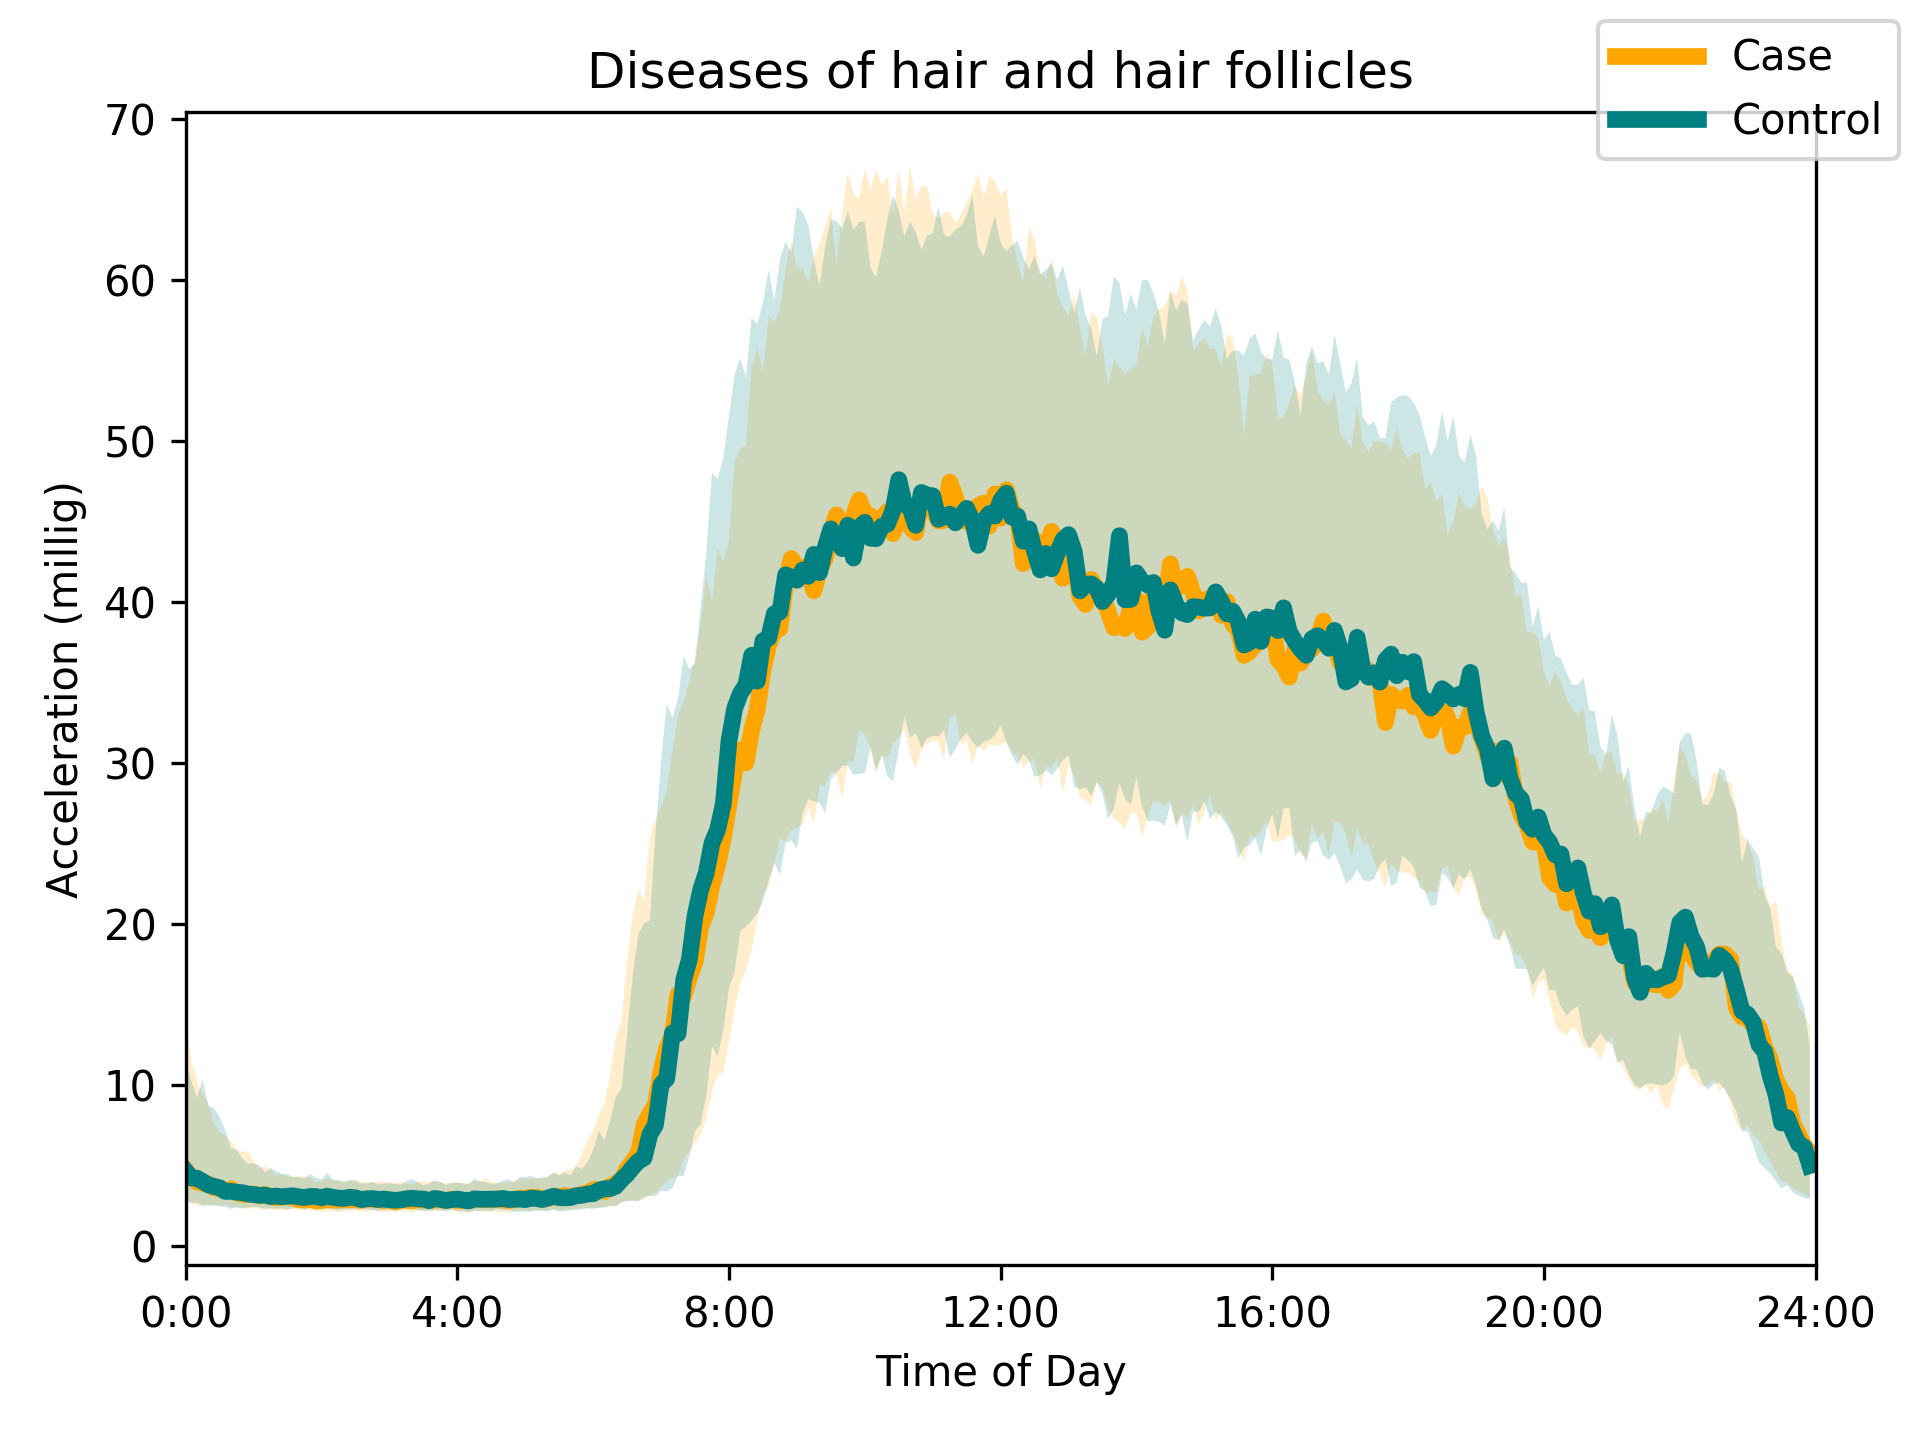 Diseases of hair and hair follicles
Case
Control
70
60
50
40
30
20
10
0
Acceleration (millig)
0:00 4:00 8:00 12:00 16:00 20:00 24:00
Time of Day